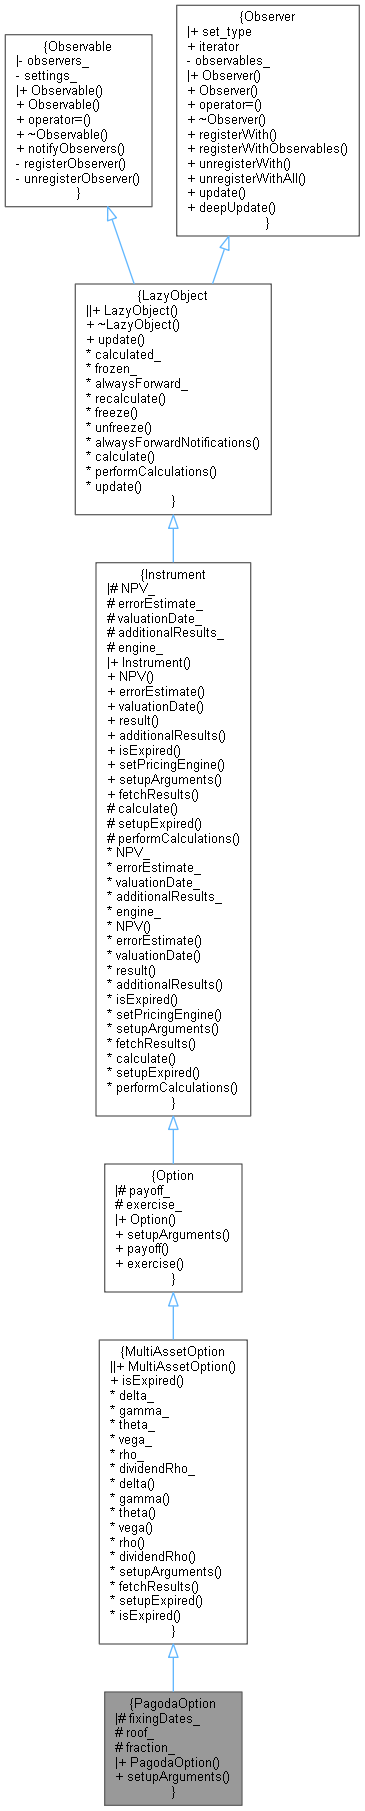 {Observable
|- observers_
- settings_
|+ Observable()
+ Observable()
+ operator=()
+ ~Observable()
+ notifyObservers()
- registerObserver()
- unregisterObserver()
}
{Observer
|+ set_type
+ iterator
- observables_
|+ Observer()
+ Observer()
+ operator=()
+ ~Observer()
+ registerWith()
+ registerWithObservables()
+ unregisterWith()
+ unregisterWithAll()
+ update()
+ deepUpdate()
}
{LazyObject
||+ LazyObject()
+ ~LazyObject()
+ update()
* calculated_
* frozen_
* alwaysForward_
* recalculate()
* freeze()
* unfreeze()
* alwaysForwardNotifications()
* calculate()
* performCalculations()
* update()
}
{Instrument
|# NPV_
# errorEstimate_
# valuationDate_
# additionalResults_
# engine_
|+ Instrument()
+ NPV()
+ errorEstimate()
+ valuationDate()
+ result()
+ additionalResults()
+ isExpired()
+ setPricingEngine()
+ setupArguments()
+ fetchResults()
# calculate()
# setupExpired()
# performCalculations()
* NPV_
* errorEstimate_
* valuationDate_
* additionalResults_
* engine_
* NPV()
* errorEstimate()
* valuationDate()
* result()
* additionalResults()
* isExpired()
* setPricingEngine()
* setupArguments()
* fetchResults()
* calculate()
* setupExpired()
* performCalculations()
}
{Option
|# payoff_
# exercise_
|+ Option()
+ setupArguments()
+ payoff()
+ exercise()
}
{MultiAssetOption
||+ MultiAssetOption()
+ isExpired()
* delta_
* gamma_
* theta_
* vega_
* rho_
* dividendRho_
* delta()
* gamma()
* theta()
* vega()
* rho()
* dividendRho()
* setupArguments()
* fetchResults()
* setupExpired()
* isExpired()
}
{PagodaOption
|# fixingDates_
# roof_
# fraction_
|+ PagodaOption()
+ setupArguments()
}